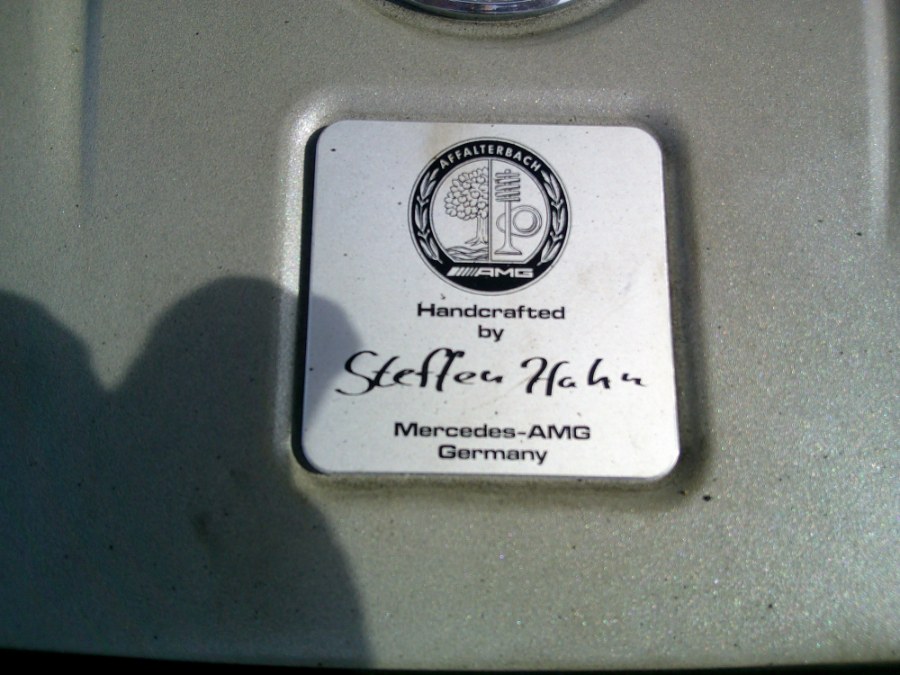 AFFALTERBACH
AMG
Handcrafted
by
Steffen Hahn
Mercedes-AMG
Germany